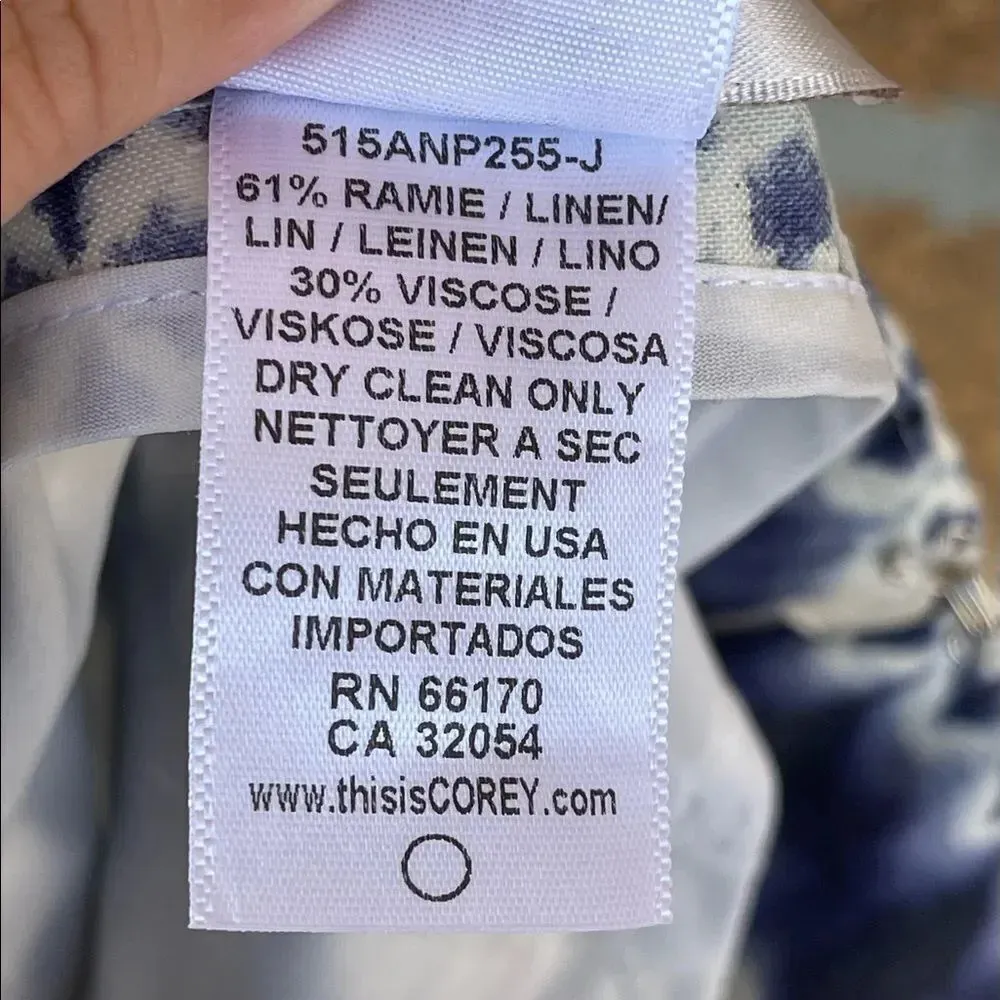 515ANP255-J
61% RAMIE / LINEN/
LIN / LEINEN / LINO
30% VISCOSE /
VISKOSE / VISCOSA
DRY CLEAN ONLY
NETTOYER A SEC
SEULEMENT
HECHO EN USA
CON MATERIALES
IMPORTADOS
RN 66170
CA 32054
www.thisisCOREY.com